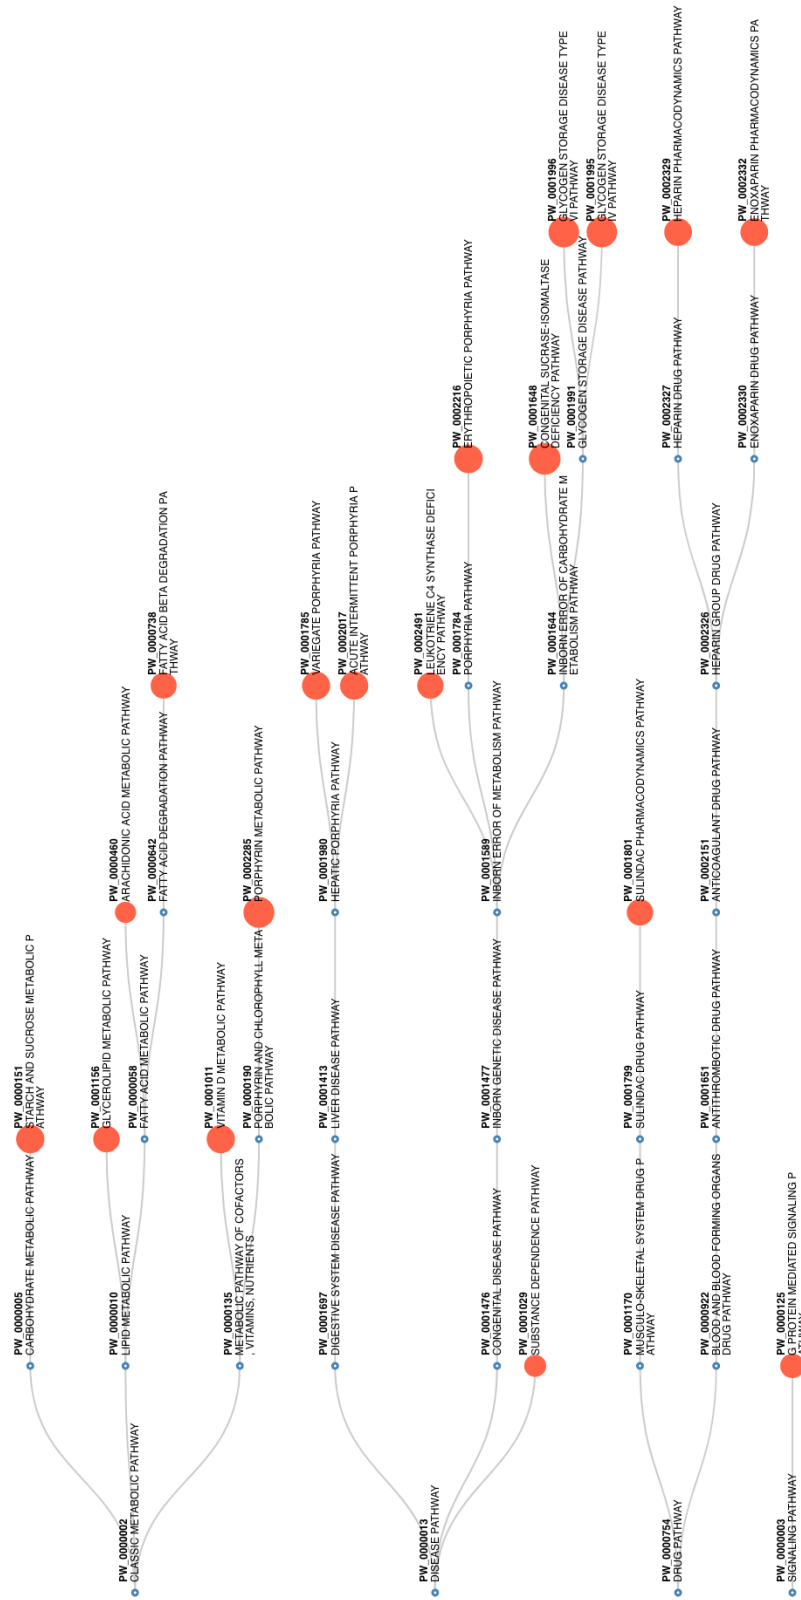 PW_0000002
CLASSIC METABOLIC PATHWAY
PW_0000005
CARBOHYDRATE METABOLIC PATHWAY
PW_0000151
STARCH AND SUCROSE METABOLIC P
ATHWAY
PW_0000010
LIPID METABOLIC PATHWAY
PW_0001156
GLYCEROLIPID METABOLIC PATHWAY
PW_0000058
FATTY ACID METABOLIC PATHWAY
PW_0000460
ARACHIDONIC ACID METABOLIC PATHWAY
PW_0000642
FATTY ACID DEGRADATION PATHWAY
PW_0000738
FATTY ACID BETA DEGRADATION PA
THWAY
PW_0000135
METABOLIC PATHWAY OF COFACTORS
, VITAMINS, NUTRIENTS
PW_0001011
VITAMIN D METABOLIC PATHWAY
PW_0000190
PORPHYRIN AND CHLOROPHYLL META
BOLIC PATHWAY
PW_0002285
PORPHYRIN METABOLIC PATHWAY
PW_0000013
DISEASE PATHWAY
PW_0001697
DIGESTIVE SYSTEM DISEASE PATHWAY
PW_0001413
LIVER DISEASE PATHWAY
PW_0001980
HEPATIC PORPHYRIA PATHWAY
PW_0001785
VARIEGATE PORPHYRIA PATHWAY
PW_0002017
ACUTE INTERMITTENT PORPHYRIA P
ATHWAY
PW_0001476
CONGENITAL DISEASE PATHWAY
PW_0001477
INBORN GENETIC DISEASE PATHWAY
PW_0001589
INBORN ERROR OF METABOLISM PATHWAY
PW_0002491
LEUKOTRIENE C4 SYNTHASE DEFICI
ENCY PATHWAY
PW_0001784
PORPHYRIA PATHWAY
PW_0002216
ERYTHROPOIETIC PORPHYRIA PATHWAY
PW_0001644
INBORN ERROR OF CARBOHYDRATE M
ETABOLISM PATHWAY
PW_0001648
CONGENITAL SUCRASE-ISOMALTASE
DEFICIENCY PATHWAY
PW_0001991
GLYCOGEN STORAGE DISEASE PATHWAY
PW_0001996
GLYCOGEN STORAGE DISEASE TYPE
VI PATHWAY
PW_0001995
GLYCOGEN STORAGE DISEASE TYPE
IV PATHWAY
PW_0001029
SUBSTANCE DEPENDENCE PATHWAY
PW_0000754
DRUG PATHWAY
PW_0001170
MUSCULO-SKELETAL SYSTEM DRUG P
ATHWAY
PW_0001799
SULINDAC DRUG PATHWAY
PW_0001801
SULINDAC PHARMACODYNAMICS PATHWAY
PW_0000922
BLOOD AND BLOOD FORMING ORGANS
DRUG PATHWAY
PW_0001651
ANTITHROMBOTIC DRUG PATHWAY
PW_0002151
ANTICOAGULANT DRUG PATHWAY
PW_0002326
HEPARIN GROUP DRUG PATHWAY
PW_0002327
HEPARIN DRUG PATHWAY
PW_0002329
HEPARIN PHARMACODYNAMICS PATHWAY
PW_0002330
ENOXAPARIN DRUG PATHWAY
PW_0002332
ENOXAPARIN PHARMACODYNAMICS PA
THWAY
PW_0000003
SIGNALING PATHWAY
PW_0000125
G PROTEIN MEDIATED SIGNALING P